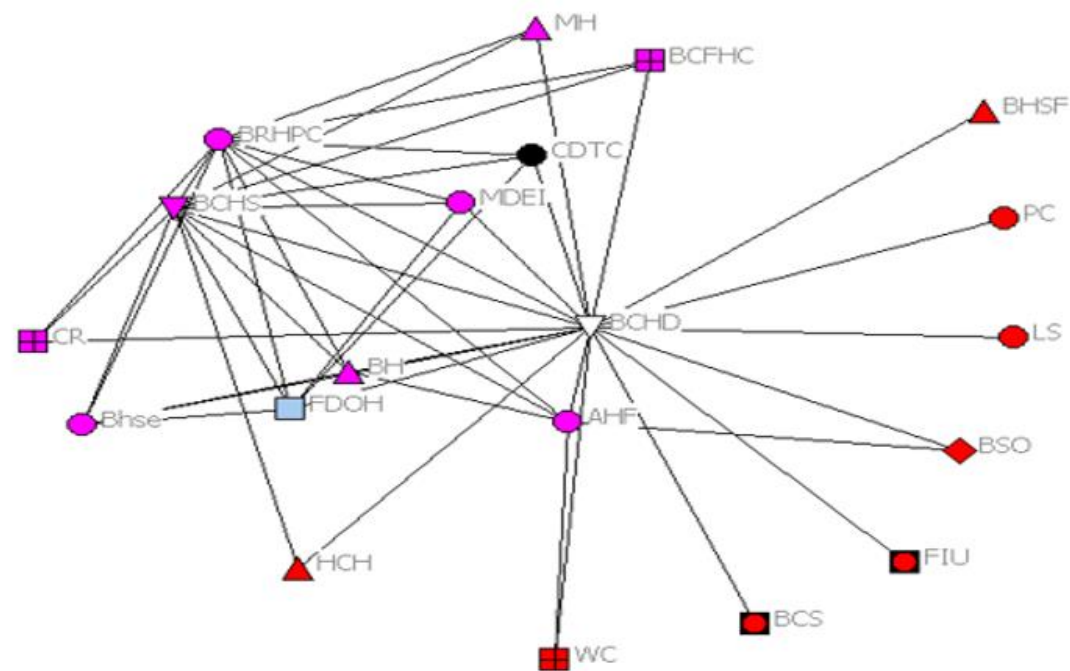 MH
BCFHC
BHSF
BRHPC
CDTC
MDEI
BCHS
PC
BCHD
LS
CR
BH
FDOH
Bhse
AHF
BSO
HCH
FIU
BCS
WC